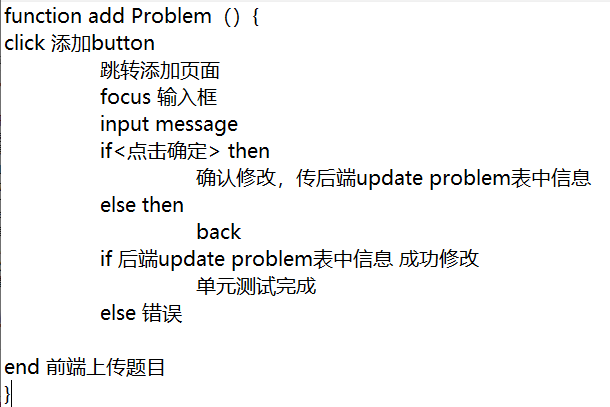 function add Problem（）{
click 添加button
跳转添加页面
focus 输入框
input message
if<点击确定> then
确认修改，传后端update problem表中信息
else then
back
if 后端update problem表中信息 成功修改
单元测试完成
else 错误
end 前端上传题目
}